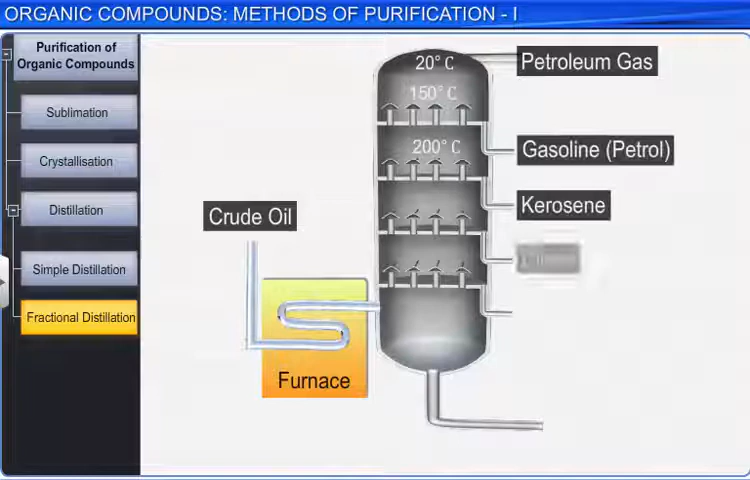 ORGANIC COMPOUNDS: METHODS OF PURIFICATION - I
Purification of
Organic Compounds
Sublimation
Crystallisation
Distillation
Simple Distillation
Fractional Distillation
Crude Oil
Furnace
20° C
150° C
200° C
Petroleum Gas
Gasoline (Petrol)
Kerosene